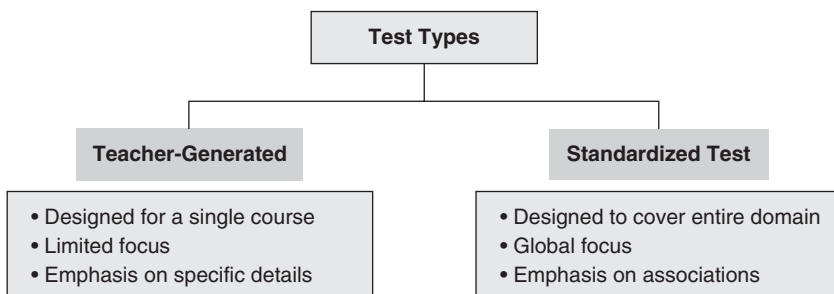 Test Types
Teacher-Generated
• Designed for a single course
• Limited focus
• Emphasis on specific details
Standardized Test
• Designed to cover entire domain
• Global focus
• Emphasis on associations